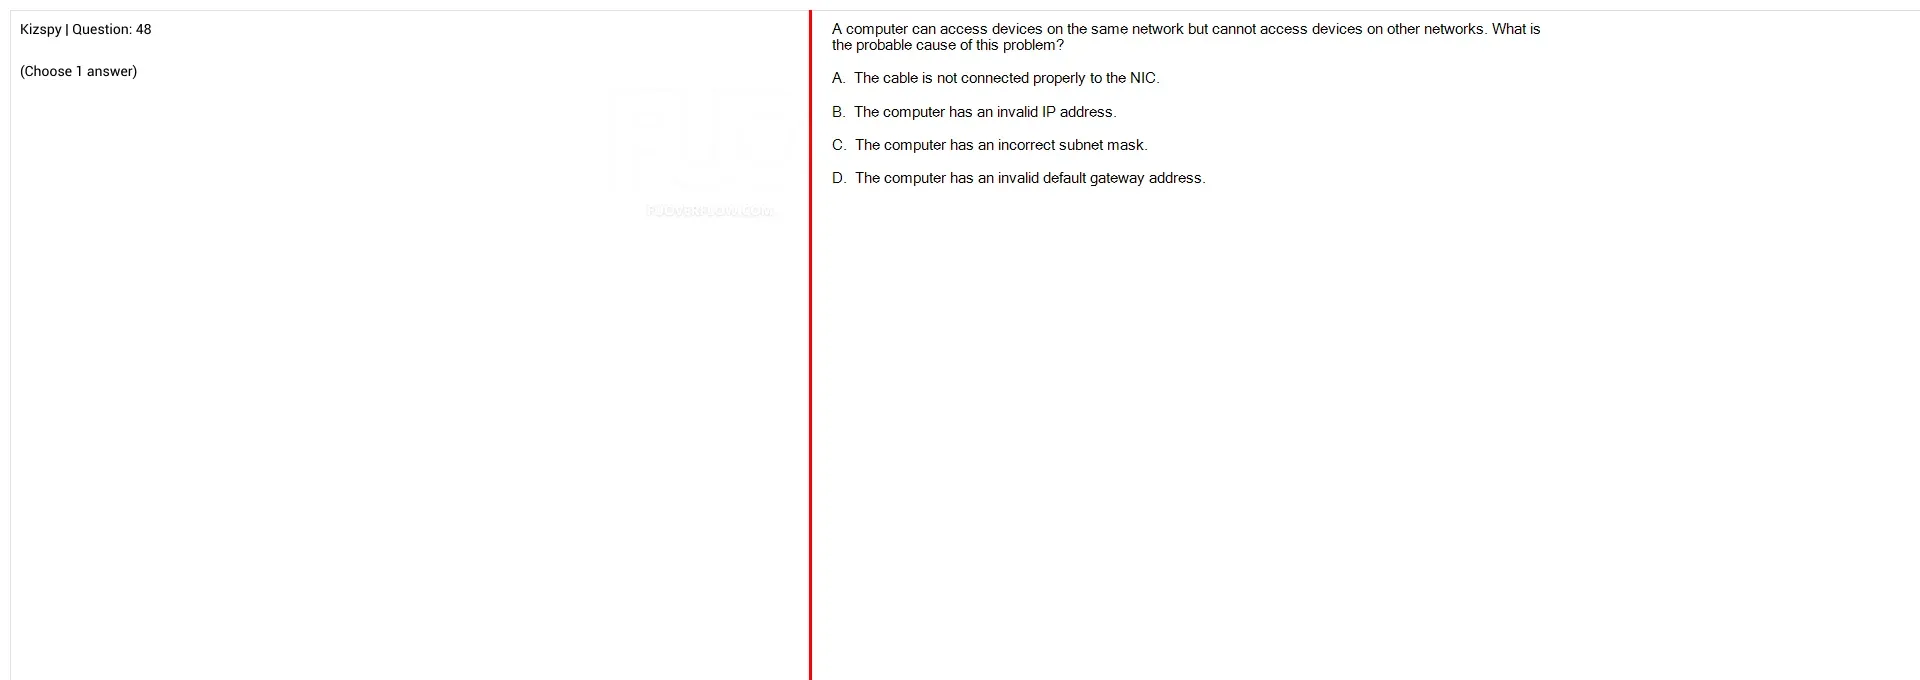 Kizspy | Question: 48
(Choose 1 answer)
A computer can access devices on the same network but cannot access devices on other networks. What is
the probable cause of this problem?
A. The cable is not connected properly to the NIC.
B. The computer has an invalid IP address.
C. The computer has an incorrect subnet mask.
D. The computer has an invalid default gateway address.
FUOVERFLOW.COM